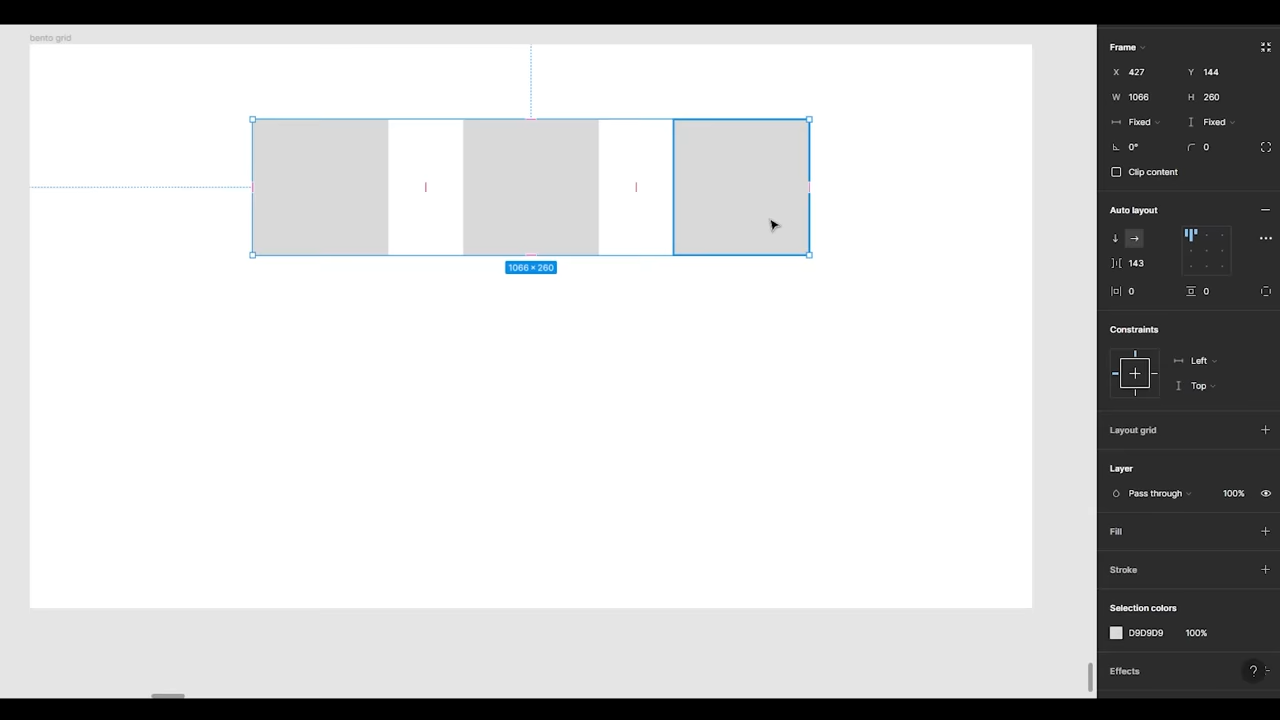 bento grid
1066 × 260
Frame
X 427 Y 144
W 1066 H 260
Fixed Fixed
0° 0
Clip content
Auto layout
143
0 0
Constraints
Left
Top
Layout grid
Layer
Pass through 100%
Fill
Stroke
Selection colors
D9D9D9 100%
Effects ?